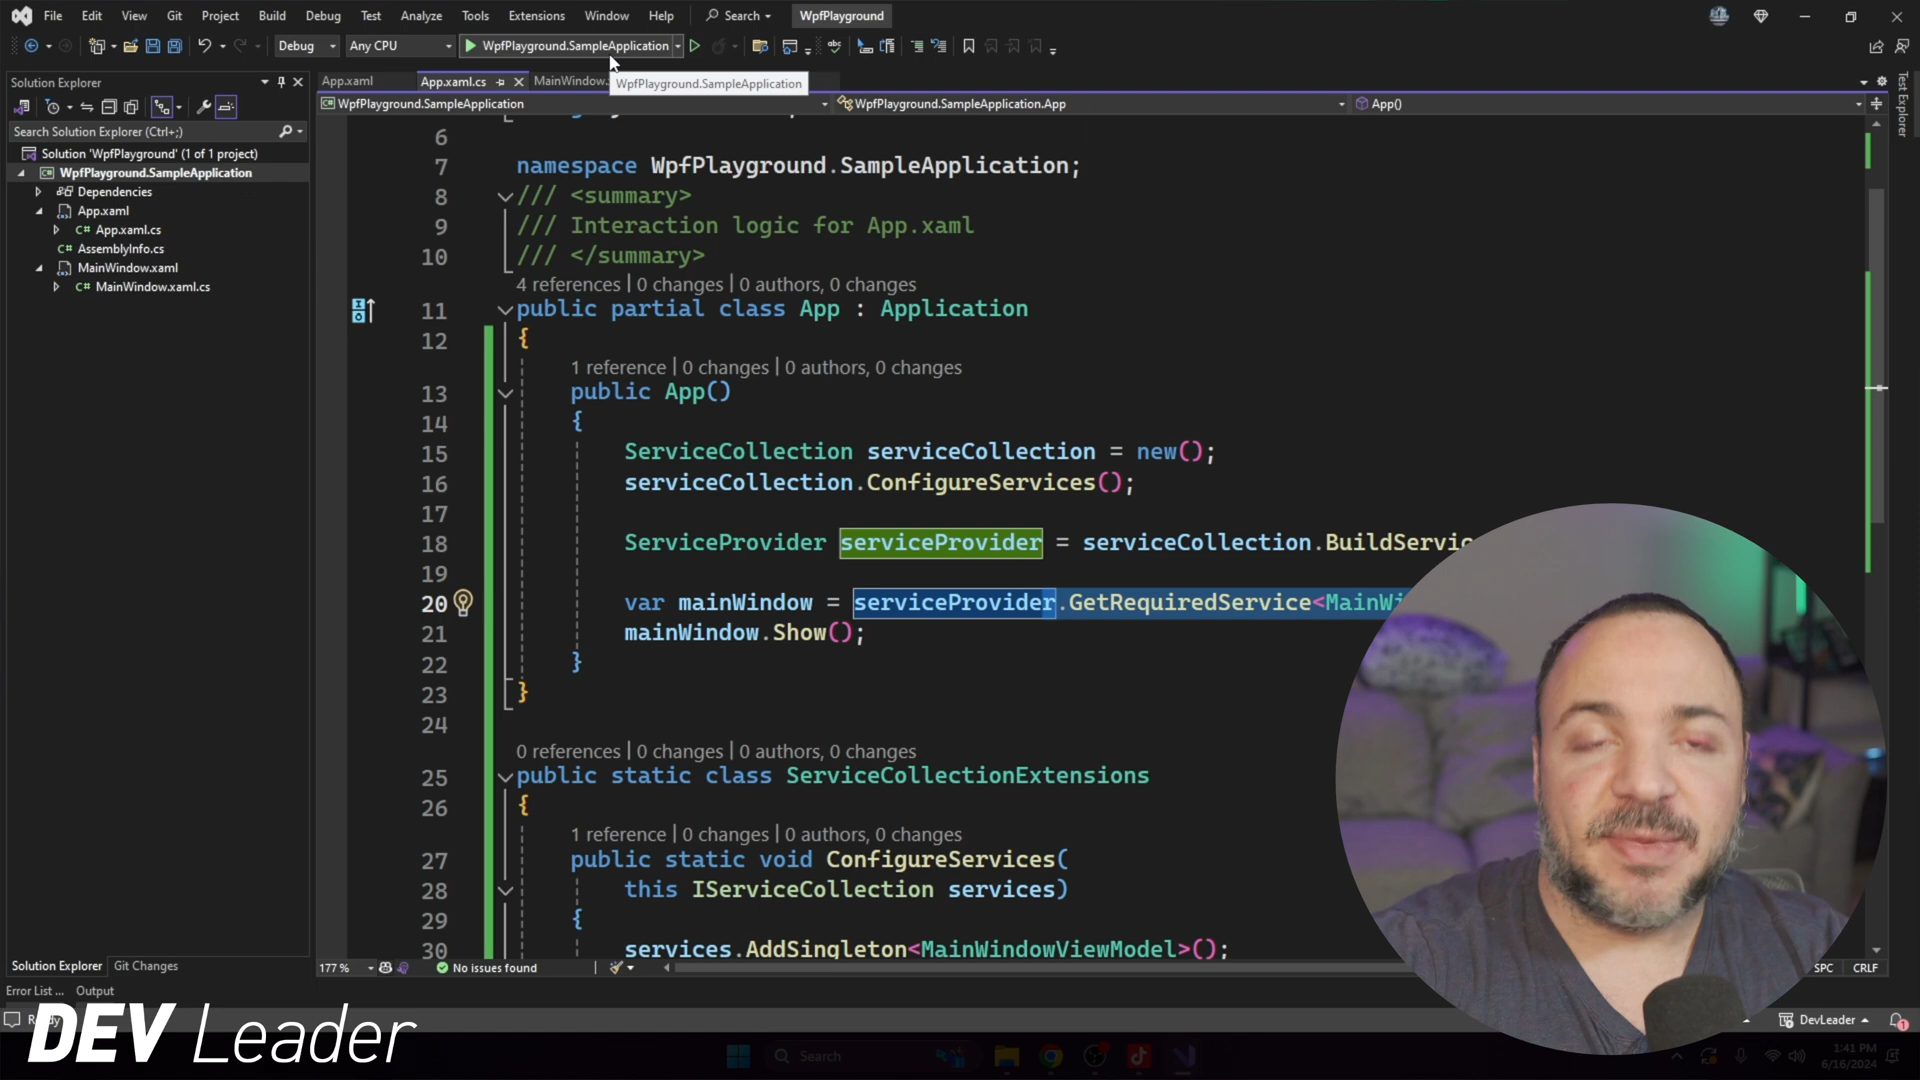 File Edit View Git Project Build Debug Test Analyze Tools Extensions Window Help Search WpfPlayground
Debug Any CPU WpfPlayground.SampleApplication
Solution Explorer
App.xaml App.xaml.cs MainWindow.
WpfPlayground.SampleApplication
WpfPlayground.SampleApplication WpfPlayground.SampleApplication.App App()
Search Solution Explorer (Ctrl+;)
Solution 'WpfPlayground' (1 of 1 project)
WpfPlayground.SampleApplication
Dependencies
App.xaml
C# App.xaml.cs
C# AssemblyInfo.cs
MainWindow.xaml
C# MainWindow.xaml.cs
Test Explorer
6
7 namespace WpfPlayground.SampleApplication;
8 /// <summary>
9 /// Interaction logic for App.xaml
10 /// </summary>
4 references | 0 changes | 0 authors, 0 changes
11 public partial class App : Application
12 {
1 reference | 0 changes | 0 authors, 0 changes
13 public App()
14 {
15 ServiceCollection serviceCollection = new();
16 serviceCollection.ConfigureServices();
17
18 ServiceProvider serviceProvider = serviceCollection.BuildServic
19
20 var mainWindow = serviceProvider.GetRequiredService<MainWi
21 mainWindow.Show();
22 }
23 }
24
0 references | 0 changes | 0 authors, 0 changes
25 public static class ServiceCollectionExtensions
26 {
1 reference | 0 changes | 0 authors, 0 changes
27 public static void ConfigureServices(
28 this IServiceCollection services)
29 {
30 services.AddSingleton<MainWindowViewModel>();
Solution Explorer Git Changes
177 % No issues found SPC CRLF
Error List ... Output
DevLeader
DEV Leader
Search
1:41 PM
6/16/2024